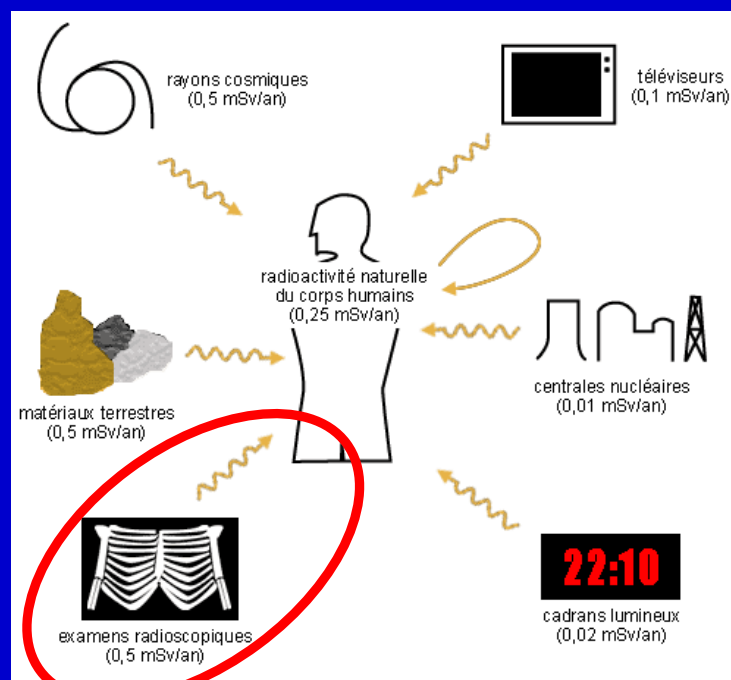 rayons cosmiques
(0,5 mSv/an)
téléviseurs
(0,1 mSv/an)
radioactivité naturelle
du corps humains
(0,25 mSv/an)
matériaux terrestres
(0,5 mSv/an)
centrales nucléaires
(0,01 mSv/an)
examens radioscopiques
(0,5 mSv/an)
22:10
cadrans lumineux
(0,02 mSv/an)